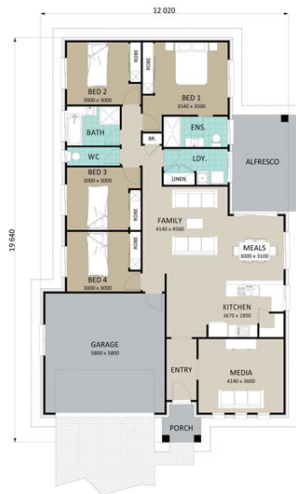 12 020
19 640
ROBE
ROBE
BED 2
3000 x 3000
BED 1
3540 x 3500
BATH
ENS.
BR.
WC
LDY.
LINEN
ALFRESCO
BED 3
3000 x 3000
ROBE
FAMILY
4140 x 4560
MEALS
3000 x 3100
ROBE
BED 4
3000 x 3000
KITCHEN
3670 x 2800
GARAGE
5800 x 5800
ENTRY
MEDIA
4140 x 3600
PORCH